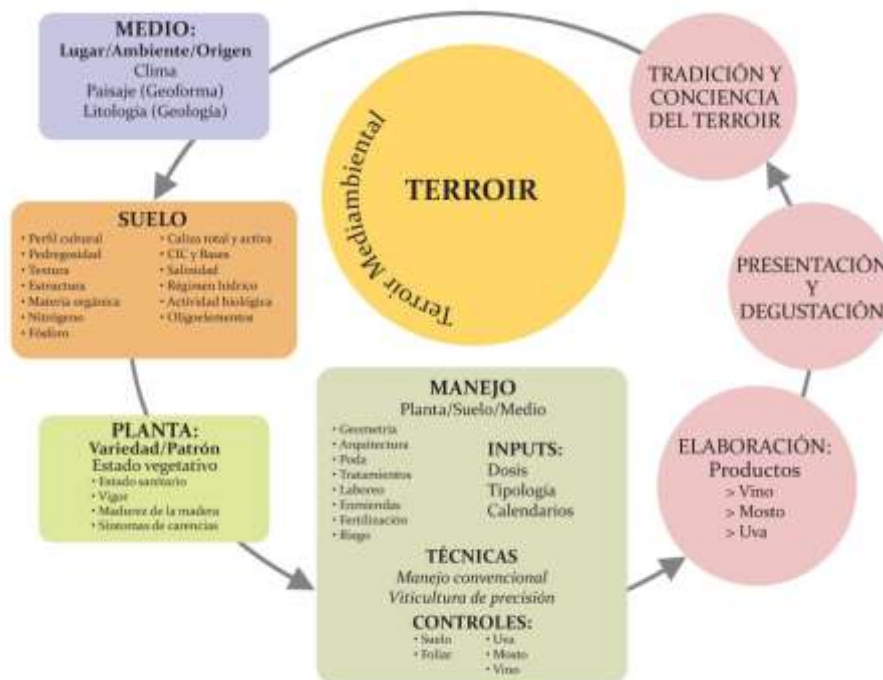 MEDIO:
Lugar/Ambiente/Origen
Clima
Paisaje (Geoforma)
Litología (Geología)
SUELO
• Perfil cultural
• Pedregosidad
• Textura
• Estructura
• Materia orgánica
• Nitrógeno
• Fósforo
• Caliza total y activa
• CIC y Bases
• Salinidad
• Régimen hídrico
• Actividad biológica
• Oligoelementos
PLANTA:
Variedad/Patrón
Estado vegetativo
• Estado sanitario
• Vigor
• Madurez de la madera
• Síntomas de carencias
MANEJO
Planta/Suelo/Medio
• Geometría
• Arquitectura
• Poda
• Tratamientos
• Laboreo
• Enmiendas
• Fertilización
• Riego
INPUTS:
Dosis
Tipología
Calendarios
TÉCNICAS
Manejo convencional
Viticultura de precisión
CONTROLES:
• Suelo
• Foliar
• Uva
• Mosto
• Vino
ELABORACIÓN:
Productos
> Vino
> Mosto
> Uva
PRESENTACIÓN
Y
DEGUSTACIÓN
TRADICIÓN Y
CONCIENCIA
DEL TERROIR
TERROIR
Terroir Mediambiental